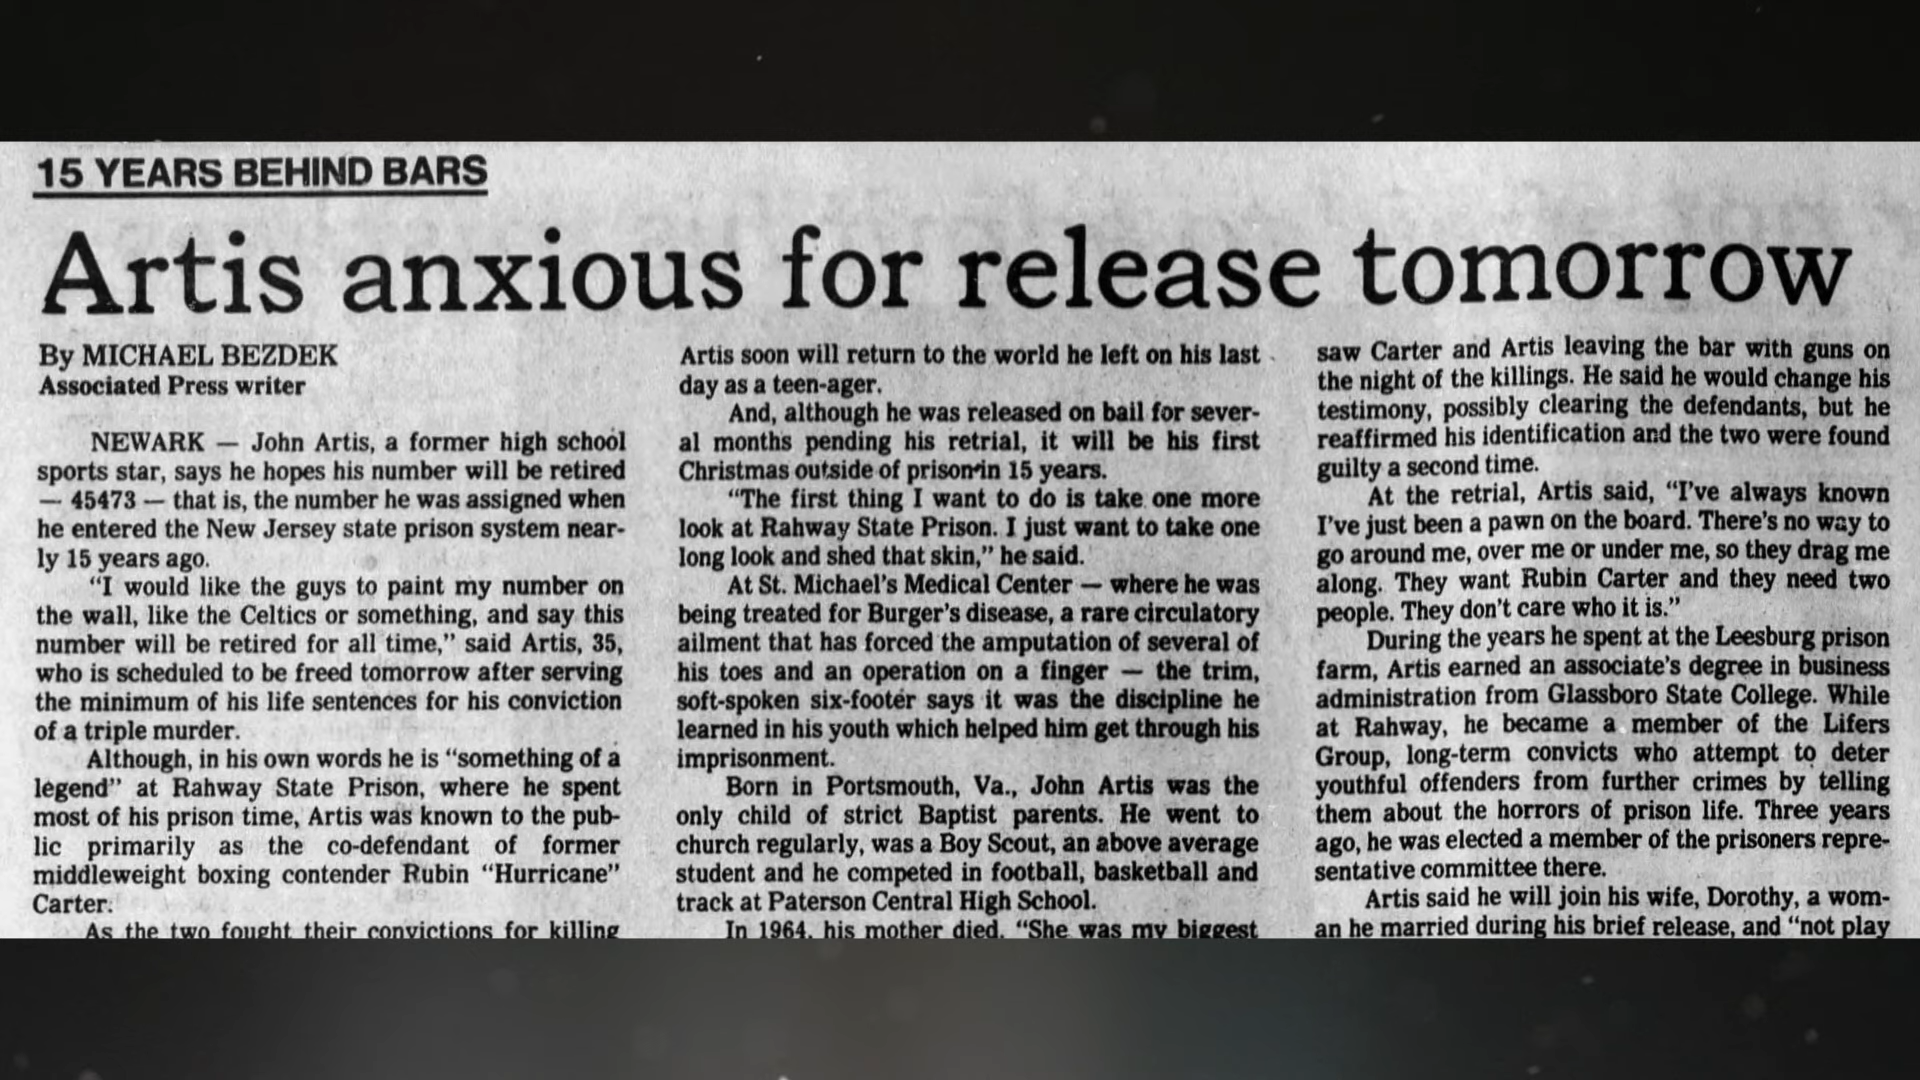 15 YEARS BEHIND BARS
Artis anxious for release tomorrow
By MICHAEL BEZDEK
Associated Press writer
NEWARK — John Artis, a former high school
sports star, says he hopes his number will be retired
— 45473 — that is, the number he was assigned when
he entered the New Jersey state prison system near-
ly 15 years ago.
“I would like the guys to paint my number on
the wall, like the Celtics or something, and say this
number will be retired for all time,” said Artis, 35,
who is scheduled to be freed tomorrow after serving
the minimum of his life sentences for his conviction
of a triple murder.
Although, in his own words he is “something of a
legend” at Rahway State Prison, where he spent
most of his prison time, Artis was known to the pub-
lic primarily as the co-defendant of former
middleweight boxing contender Rubin “Hurricane”
Carter.
As the two fought their convictions for killing
Artis soon will return to the world he left on his last
day as a teen-ager.
And, although he was released on bail for sever-
al months pending his retrial, it will be his first
Christmas outside of prison in 15 years.
“The first thing I want to do is take one more
look at Rahway State Prison. I just want to take one
long look and shed that skin,” he said.
At St. Michael’s Medical Center — where he was
being treated for Burger’s disease, a rare circulatory
ailment that has forced the amputation of several of
his toes and an operation on a finger — the trim,
soft-spoken six-footer says it was the discipline he
learned in his youth which helped him get through his
imprisonment.
Born in Portsmouth, Va., John Artis was the
only child of strict Baptist parents. He went to
church regularly, was a Boy Scout, an above average
student and he competed in football, basketball and
track at Paterson Central High School.
In 1964, his mother died. “She was my biggest
saw Carter and Artis leaving the bar with guns on
the night of the killings. He said he would change his
testimony, possibly clearing the defendants, but he
reaffirmed his identification and the two were found
guilty a second time.
At the retrial, Artis said, “I’ve always known
I’ve just been a pawn on the board. There’s no way to
go around me, over me or under me, so they drag me
along. They want Rubin Carter and they need two
people. They don’t care who it is.”
During the years he spent at the Leesburg prison
farm, Artis earned an associate’s degree in business
administration from Glassboro State College. While
at Rahway, he became a member of the Lifers
Group, long-term convicts who attempt to deter
youthful offenders from further crimes by telling
them about the horrors of prison life. Three years
ago, he was elected a member of the prisoners repre-
sentative committee there.
Artis said he will join his wife, Dorothy, a wom-
an he married during his brief release, and “not play